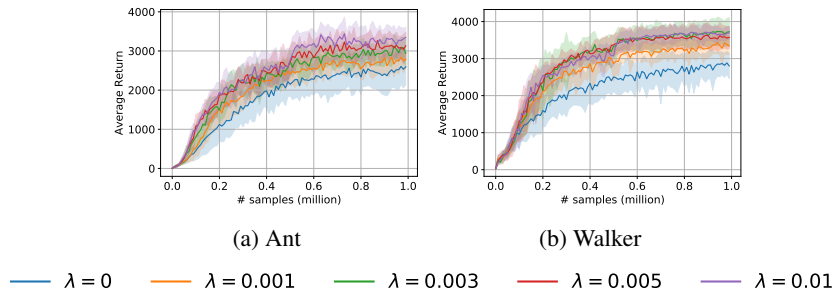 4000
3000
2000
1000
0
Average Return
0.0 0.2 0.4 0.6 0.8 1.0
# samples (million)
(a) Ant
4000
3000
2000
1000
0
Average Return
0.0 0.2 0.4 0.6 0.8 1.0
# samples (million)
(b) Walker
λ = 0 λ = 0.001 λ = 0.003 λ = 0.005 λ = 0.01